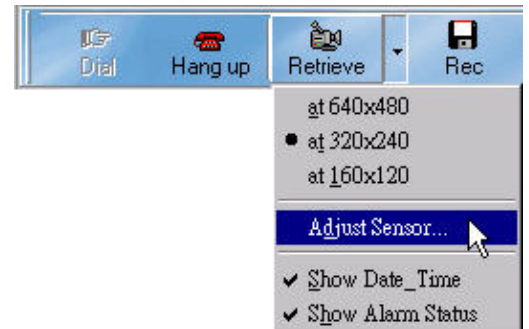 Dial Hang up Retrieve Rec
at 640x480
at 320x240
at 160x120
Adjust Sensor...
Show Date_Time
Show Alarm Status